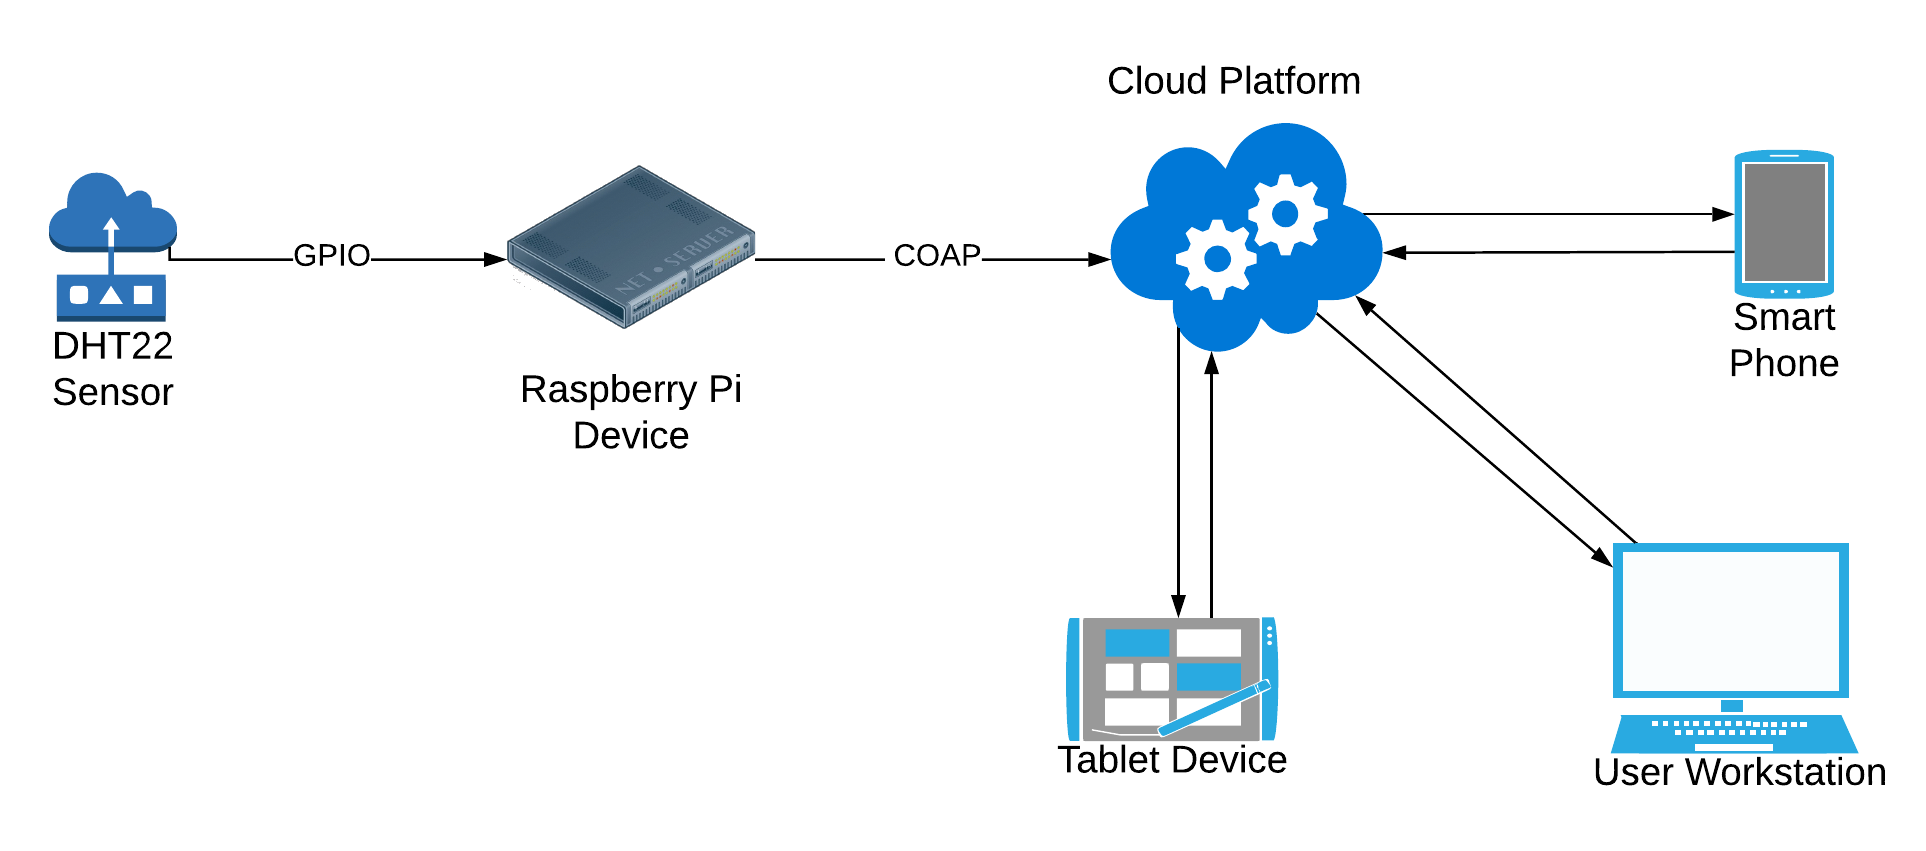 Cloud Platform
GPIO
NET SERVER
COAP
DHT22
Sensor
Raspberry Pi
Device
Smart
Phone
Tablet Device
User Workstation